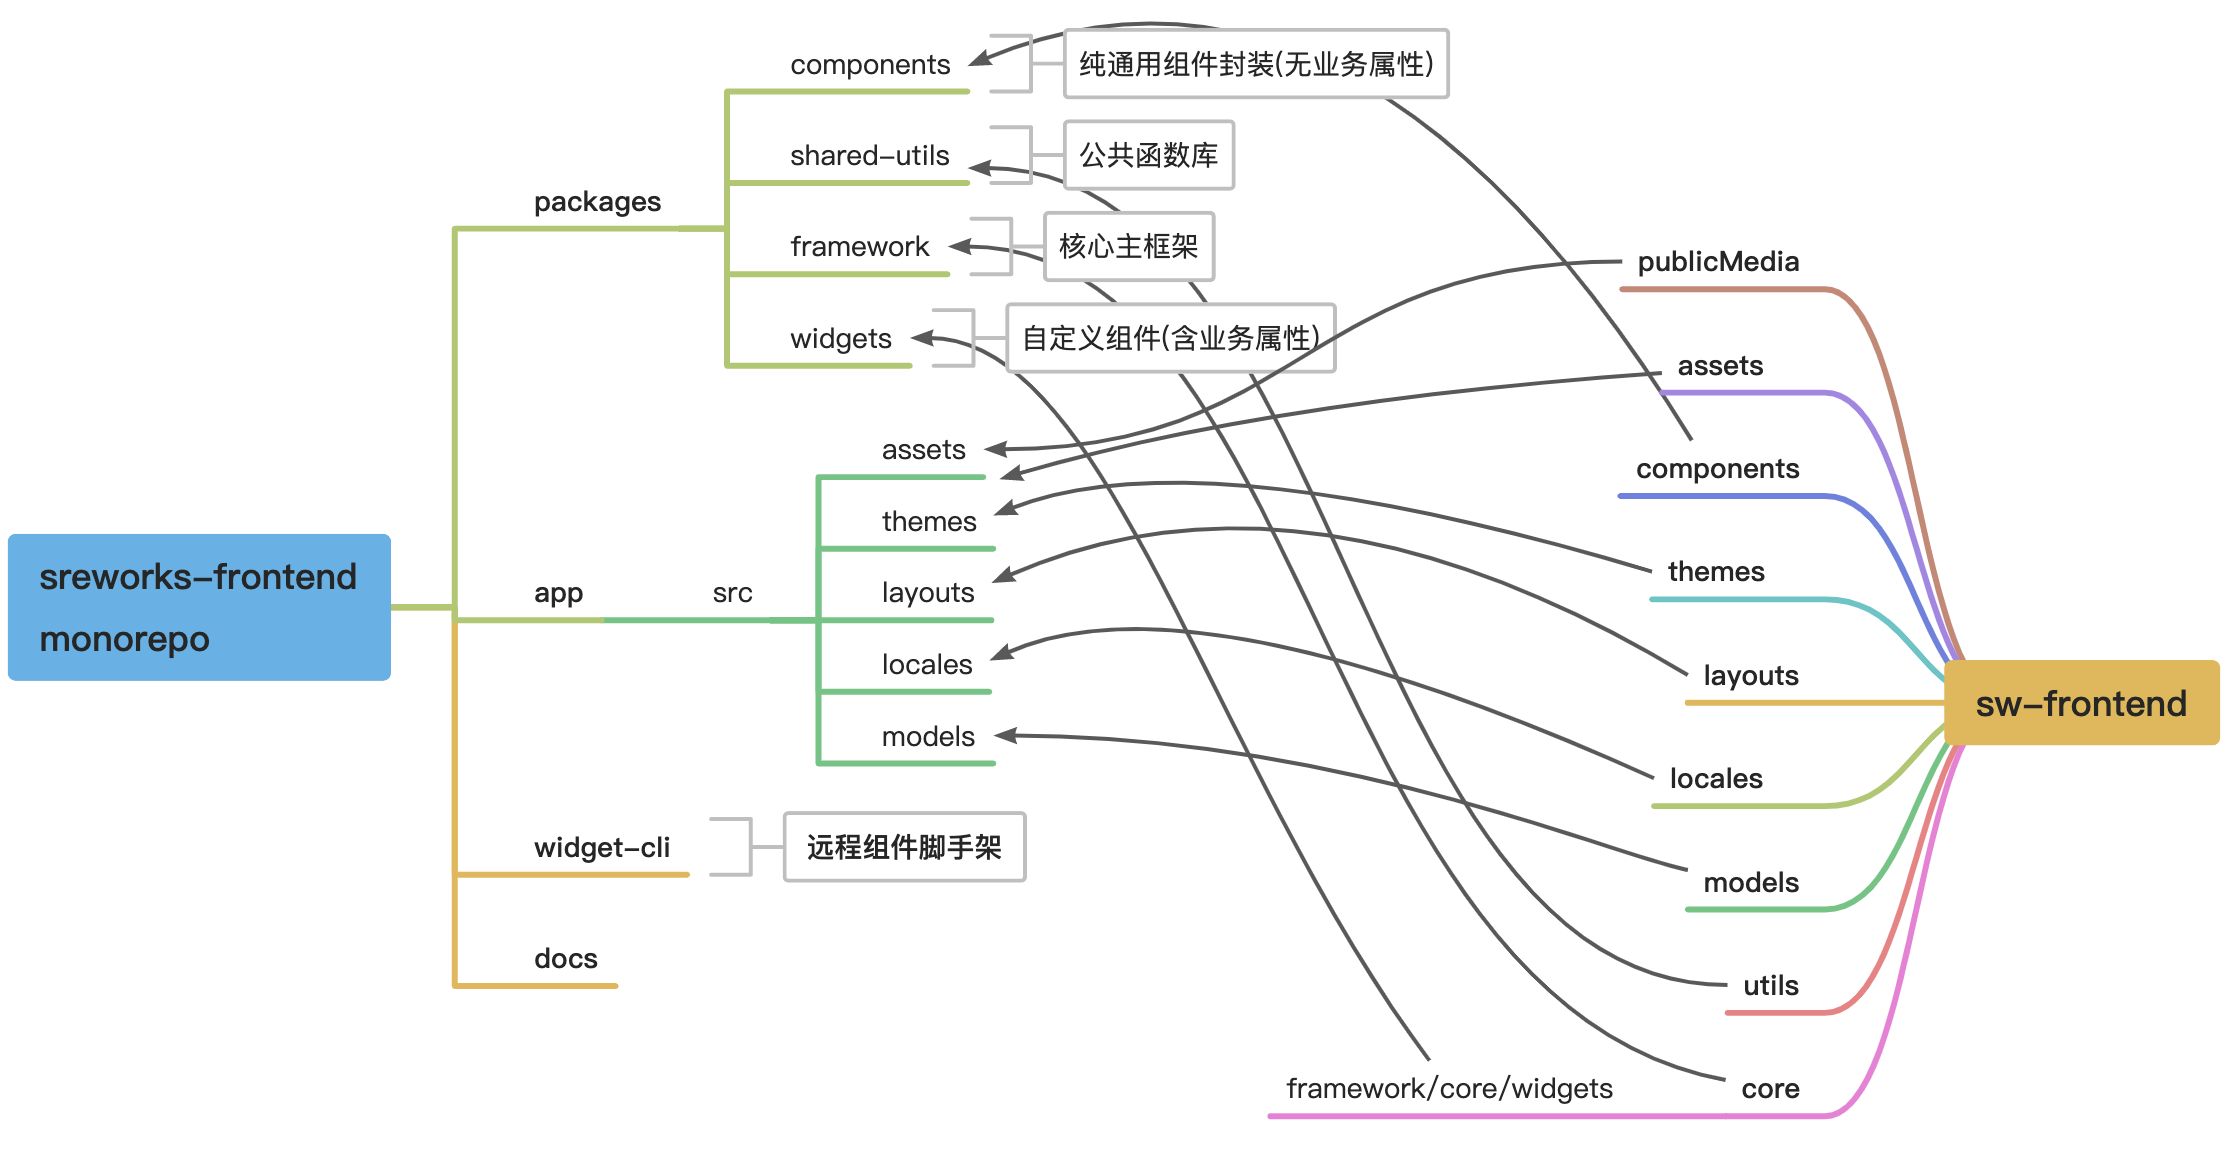 sreworks-frontend
monorepo
packages
components
纯通用组件封装(无业务属性)
shared-utils
公共函数库
framework
核心主框架
widgets
自定义组件(含业务属性)
app
src
assets
themes
layouts
locales
models
widget-cli
远程组件脚手架
docs
publicMedia
assets
components
themes
layouts
locales
models
utils
framework/core/widgets
core
sw-frontend